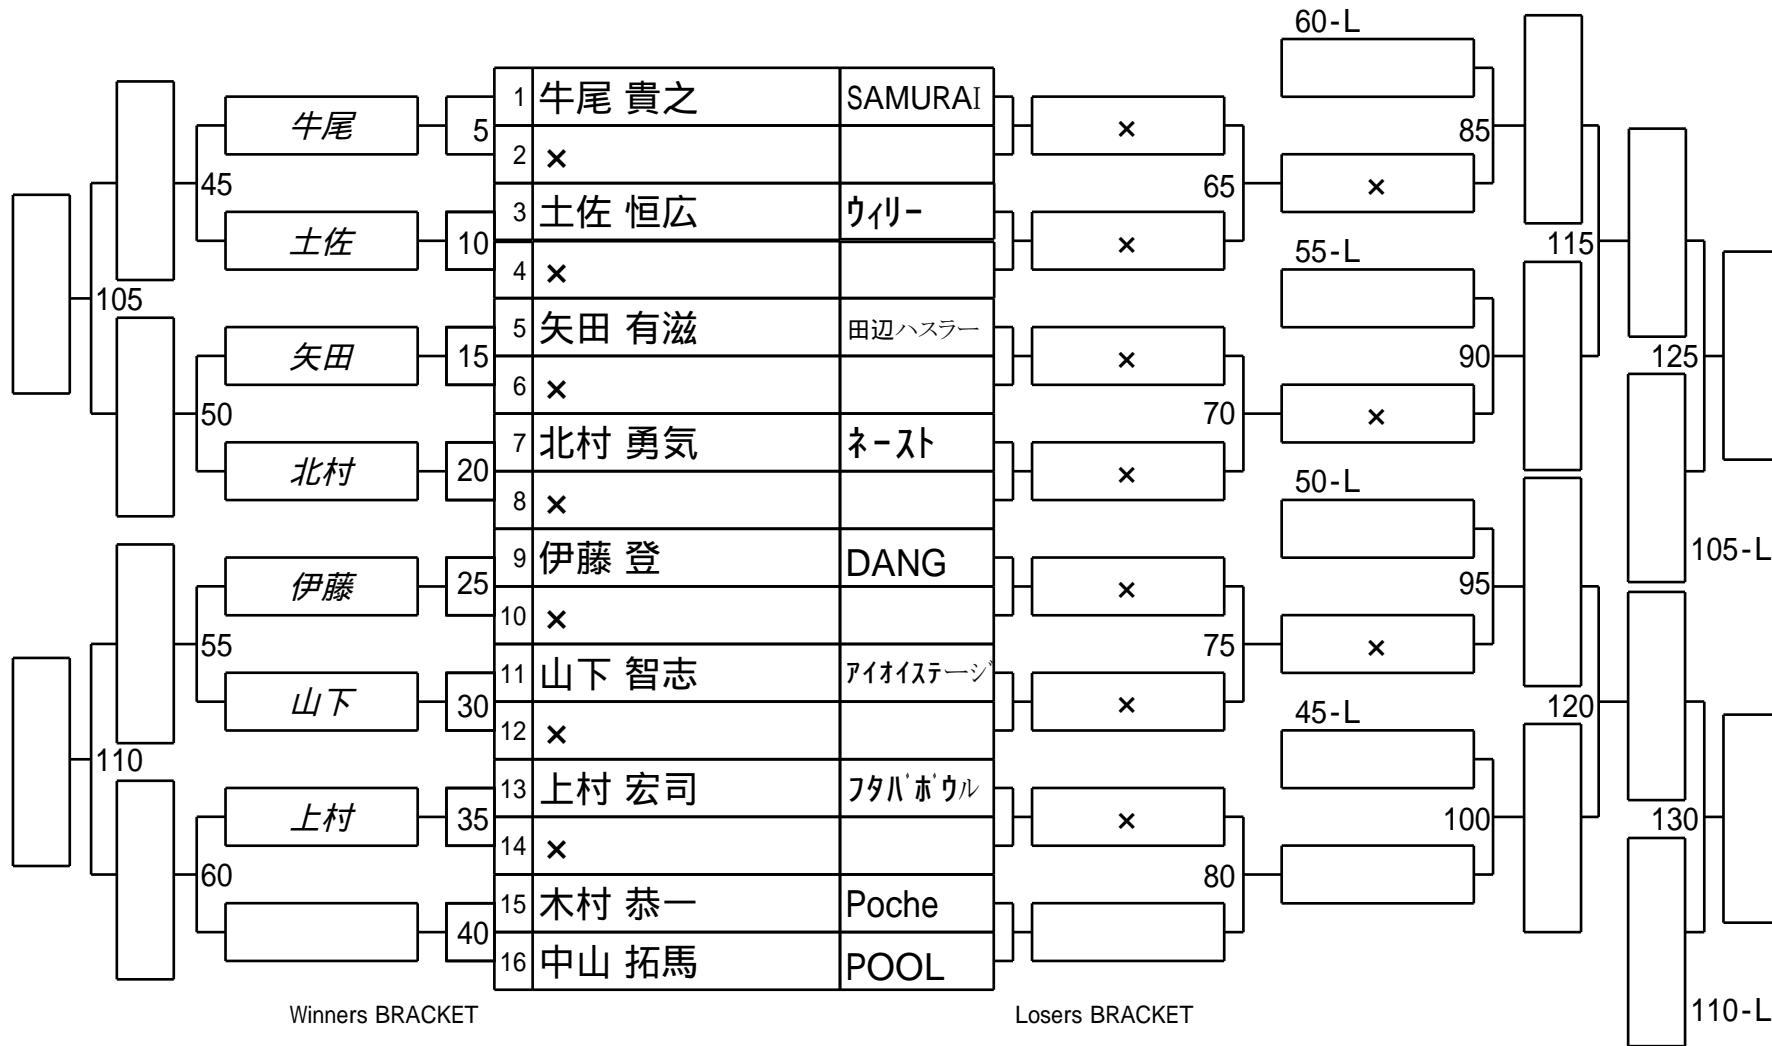 60-L
1 牛尾 貴之 SAMURAI
牛尾 5 × 85
2 ×
45 65 ×
3 土佐 恒広 ウィリー
土佐 10 × 115
4 × 55-L
105
5 矢田 有滋 田辺ハスラー
矢田 15 × 90 125
6 ×
50 70 ×
7 北村 勇気 ネースト
北村 20 ×
8 × 50-L
9 伊藤 登 DANG 105-L
伊藤 25 × 95
10 ×
55 75 ×
11 山下 智志 アイオイステージ
山下 30 × 45-L 120
12 ×
110
13 上村 宏司 フタバボウル
上村 35 × 100 130
14 ×
60 80
15 木村 恭一 Poche
40
16 中山 拓馬 POOL
Winners BRACKET Losers BRACKET 110-L